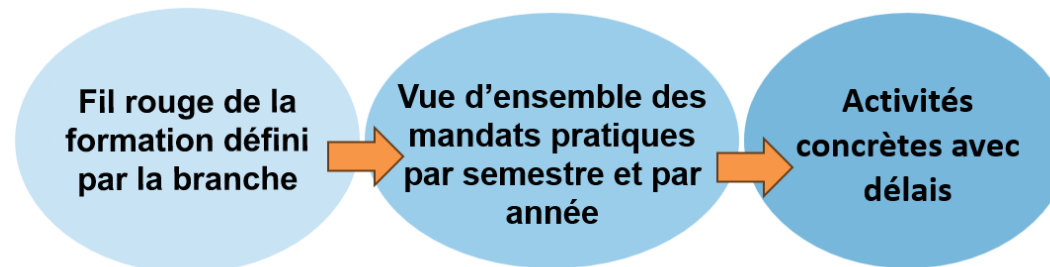 Fil rouge de la
formation défini
par la branche
Vue d’ensemble des
mandats pratiques
par semestre et par
année
Activités
concrètes avec
délais